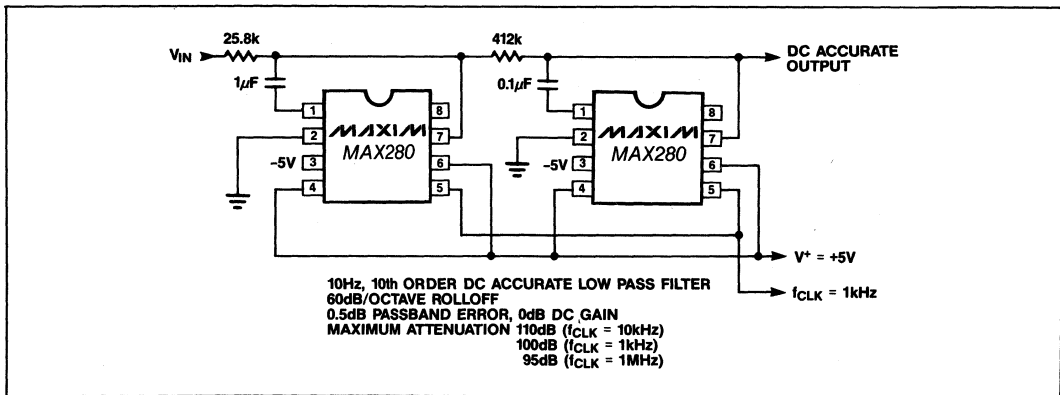 25.8k
412k
VIN
DC ACCURATE
OUTPUT
1μF
0.1μF
1
8
1
8
2
MAXIM
7
2
MAXIM
7
MAX280
MAX280
-5V
3
6
-5V
3
6
4
5
4
5
V+ = +5V
10Hz, 10th ORDER DC ACCURATE LOW PASS FILTER
fCLK = 1kHz
60dB/OCTAVE ROLLOFF
0.5dB PASSBAND ERROR, 0dB DC GAIN
MAXIMUM ATTENUATION 110dB (fCLK = 10kHz)
100dB (fCLK = 1kHz)
95dB (fCLK = 1MHz)